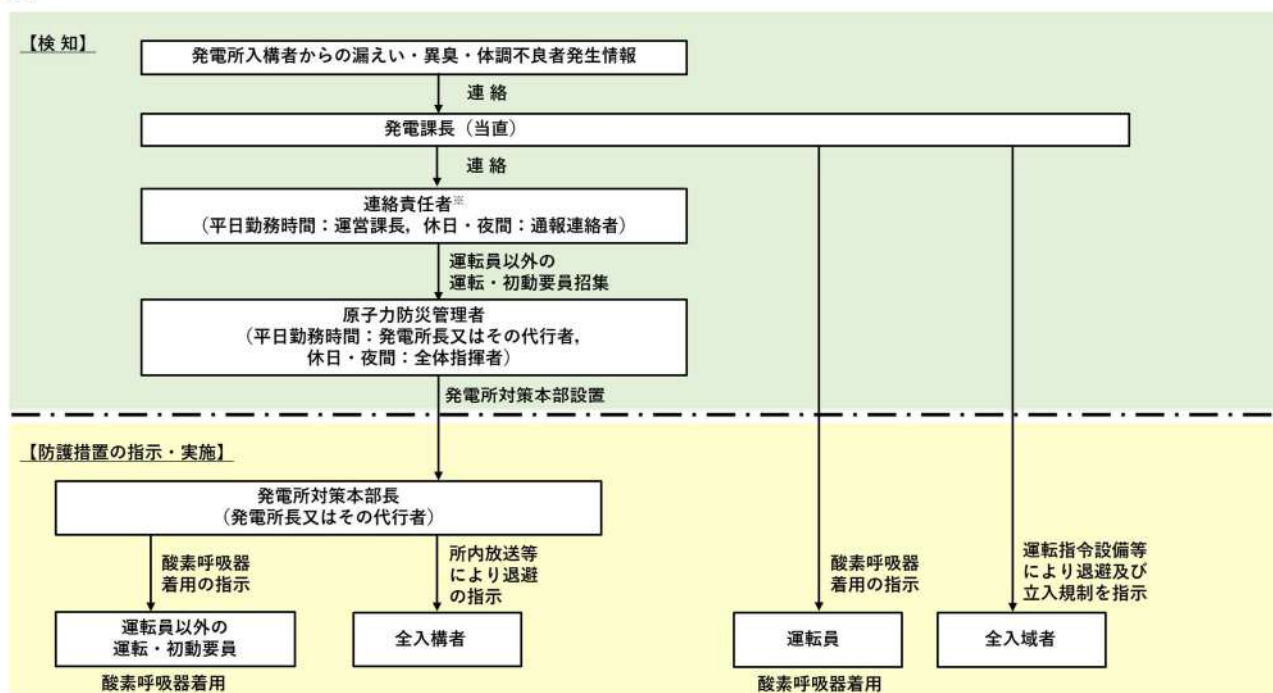 【検 知】
発電所入構者からの漏えい・異臭・体調不良者発生情報
連 絡
発電課長（当直）
連 絡
連絡責任者※
（平日勤務時間：運営課長，休日・夜間：通報連絡者）
運転員以外の
運転・初動要員招集
原子力防災管理者
（平日勤務時間：発電所長又はその代行者，
休日・夜間：全体指揮者）
発電所対策本部設置
【防護措置の指示・実施】
発電所対策本部長
（発電所長又はその代行者）
酸素呼吸器
着用の指示
所内放送等
により退避
の指示
酸素呼吸器
着用の指示
運転指令設備等
により退避及び
立入規制を指示
運転員以外の
運転・初動要員
全入構者
運転員
全入域者
酸素呼吸器着用
酸素呼吸器着用